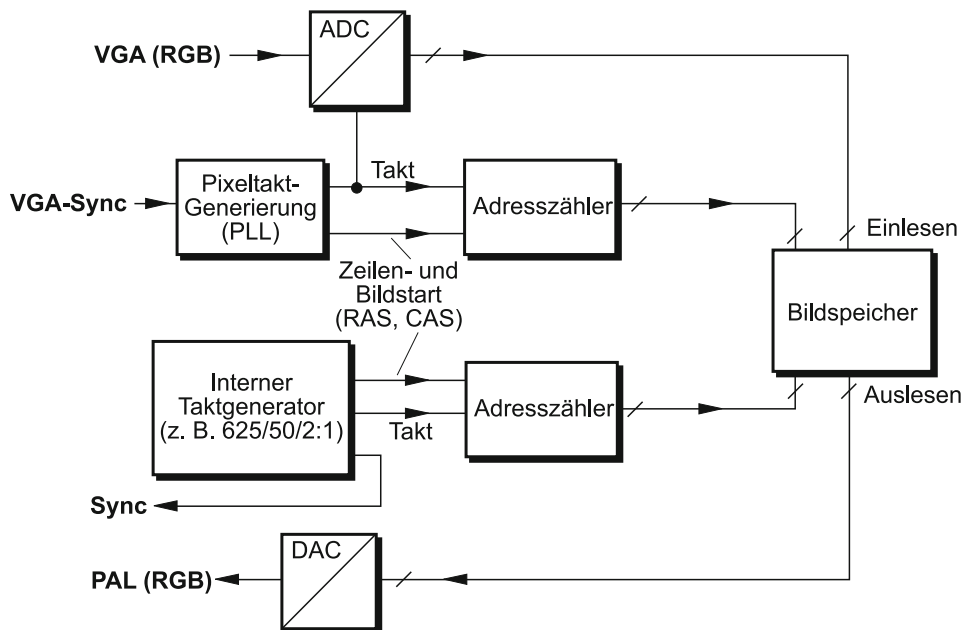 ADC
VGA (RGB)
Takt
Pixeltakt-
Generierung
(PLL)
VGA-Sync
Adresszähler
Einlesen
Zeilen- und
Bildstart
(RAS, CAS)
Bildspeicher
Interner
Taktgenerator
(z. B. 625/50/2:1)
Takt
Adresszähler
Auslesen
Sync
DAC
PAL (RGB)